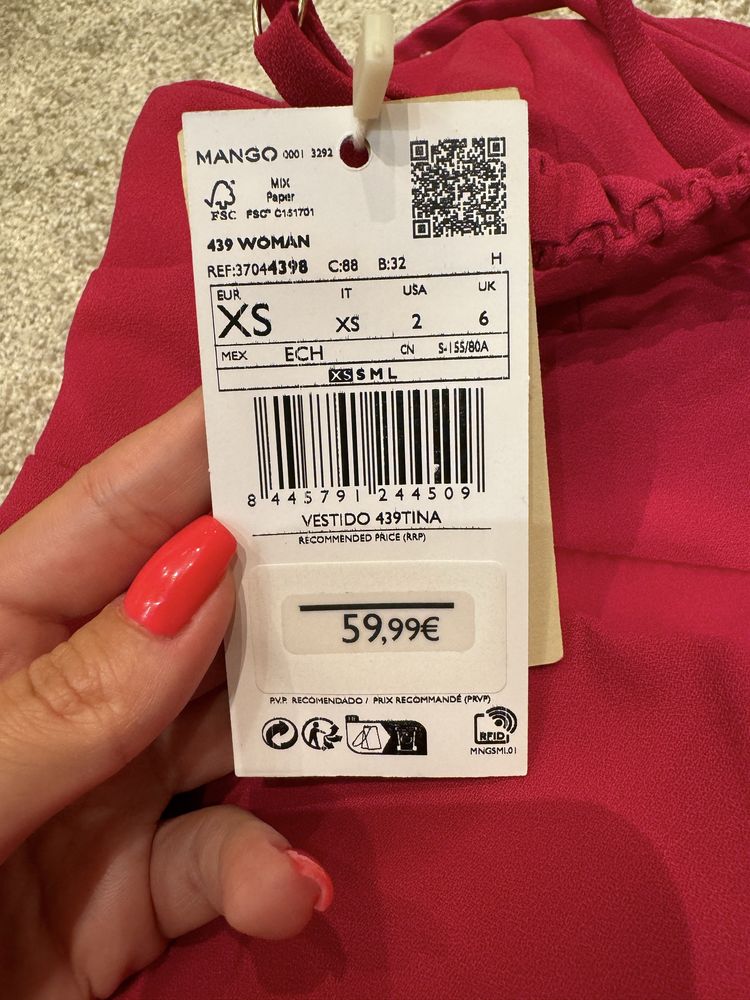 MANGO 0001 3292
MIX
Paper
FSC FSC® C151701
439 WOMAN
REF:37044398 C:88 B:32 H
EUR IT USA UK
XS XS 2 6
MEX ECH CN S-155/80A
XS S M L
8 445791 244509
VESTIDO 439TINA
RECOMMENDED PRICE (RRP)
59,99€
P.V.P. RECOMENDADO / PRIX RECOMMANDÉ (PRVP)
FR
RFID
MNGSML01